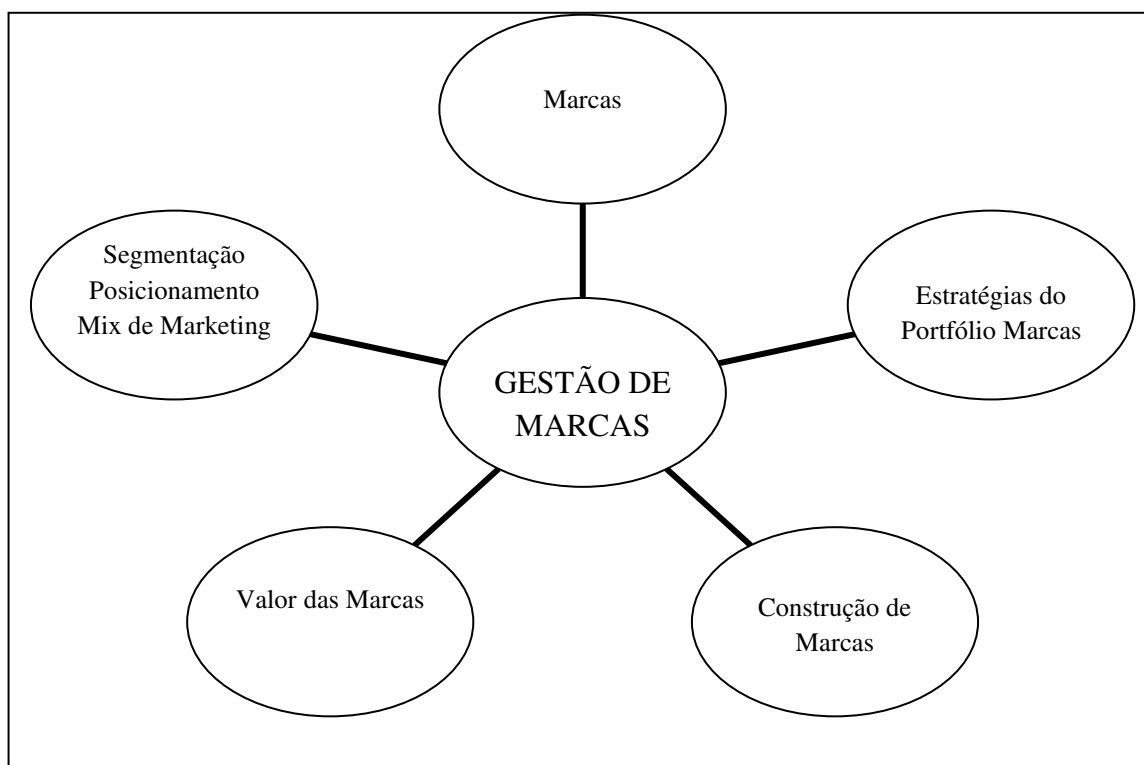 Marcas
Segmentação
Posicionamento
Mix de Marketing
Estratégias do
Portfólio Marcas
GESTÃO DE
MARCAS
Valor das Marcas
Construção de
Marcas